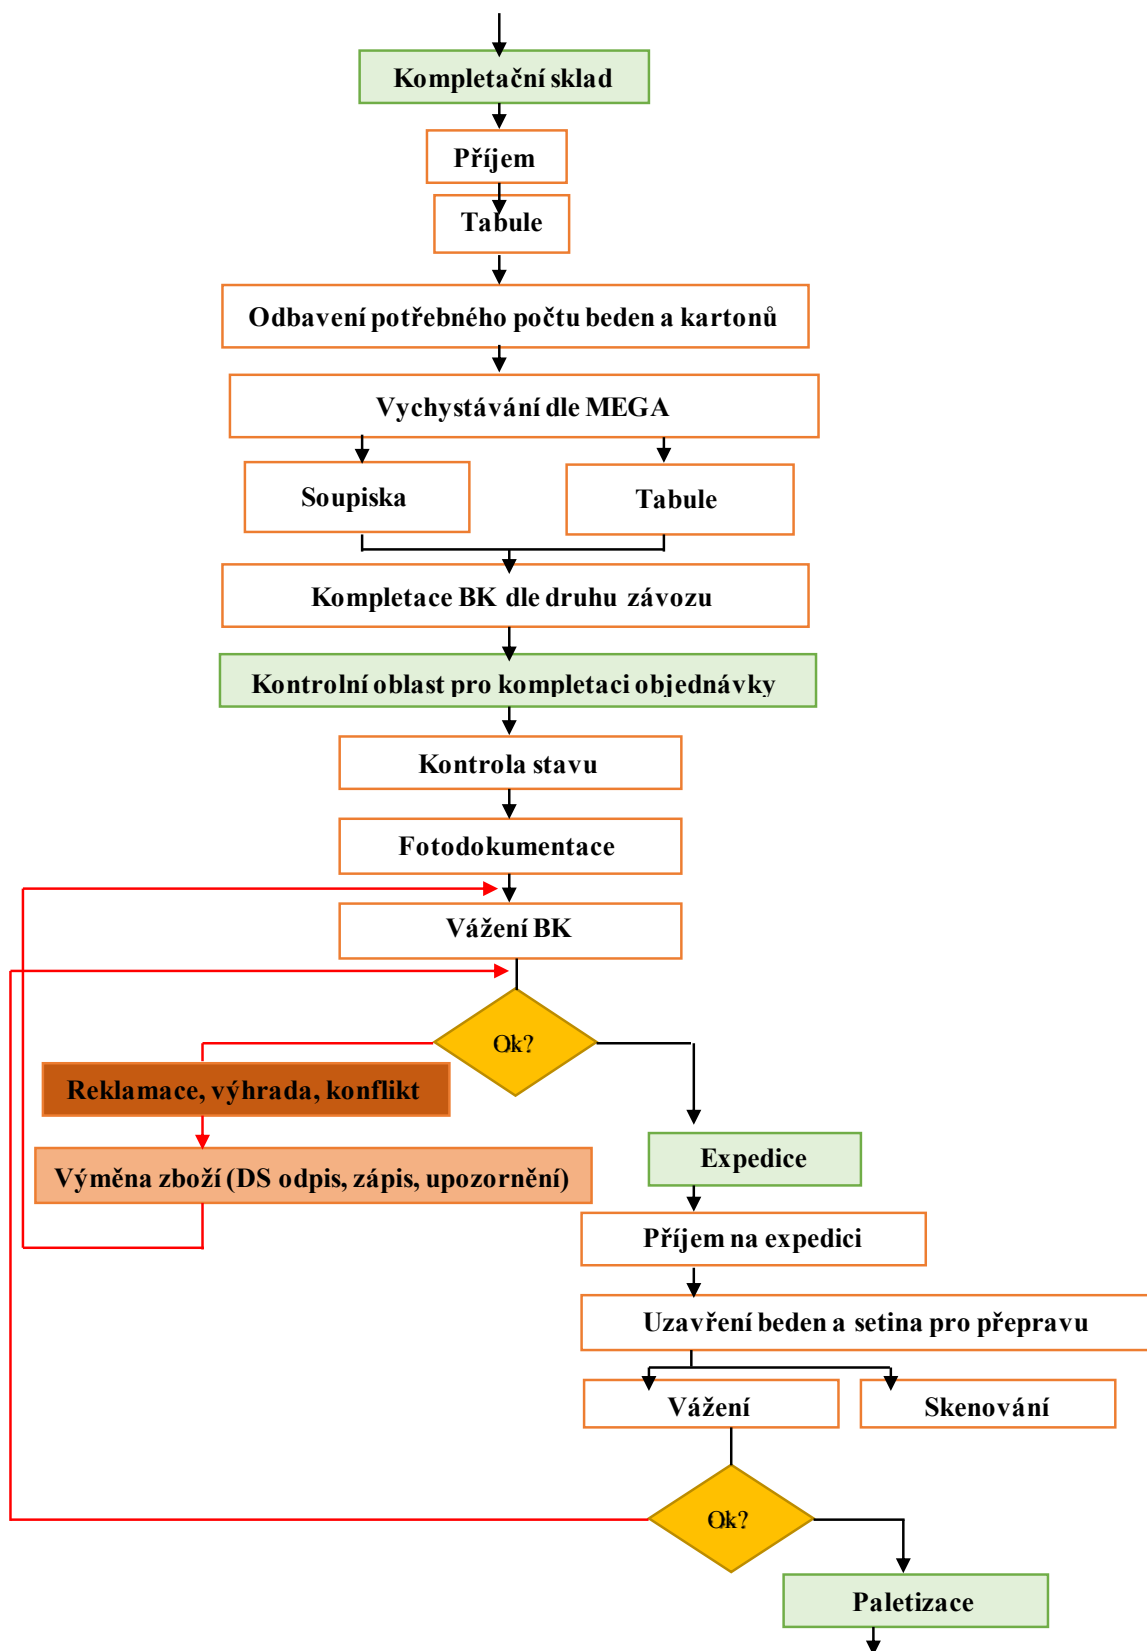 Kompletační sklad
Příjem
Tabule
Odbavení potřebného počtu beden a kartonů
Vychystávání dle MEGA
Soupiska
Tabule
Kompletace BK dle druhu závozu
Kontrolní oblast pro kompletaci objednávky
Kontrola stavu
Fotodokumentace
Vážení BK
Ok?
Reklamace, výhrada, konflikt
Výměna zboží (DS odpis, zápis, upozornění)
Expedice
Příjem na expedici
Uzavření beden a setina pro přepravu
Vážení
Skenování
Ok?
Paletizace